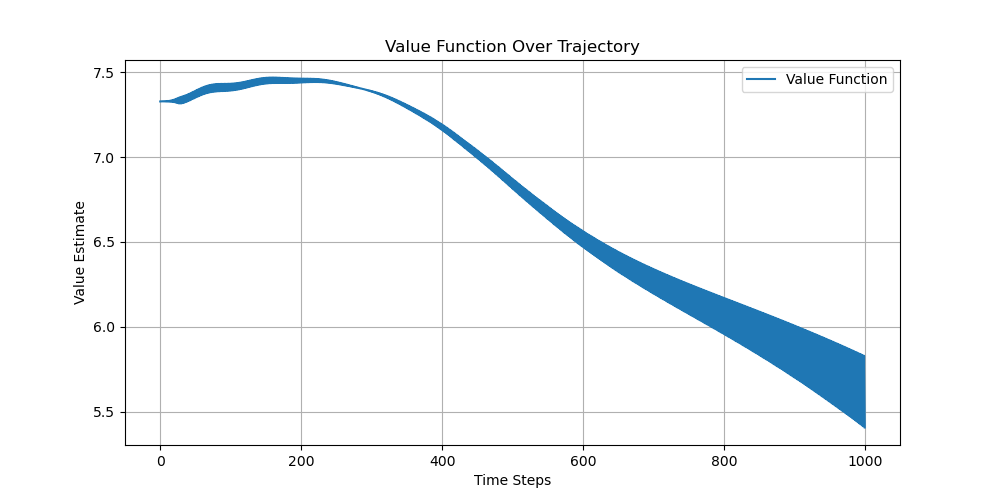 Value Function Over Trajectory
Value Function
7.5
7.0
6.5
6.0
5.5
Value Estimate
0 200 400 600 800 1000
Time Steps